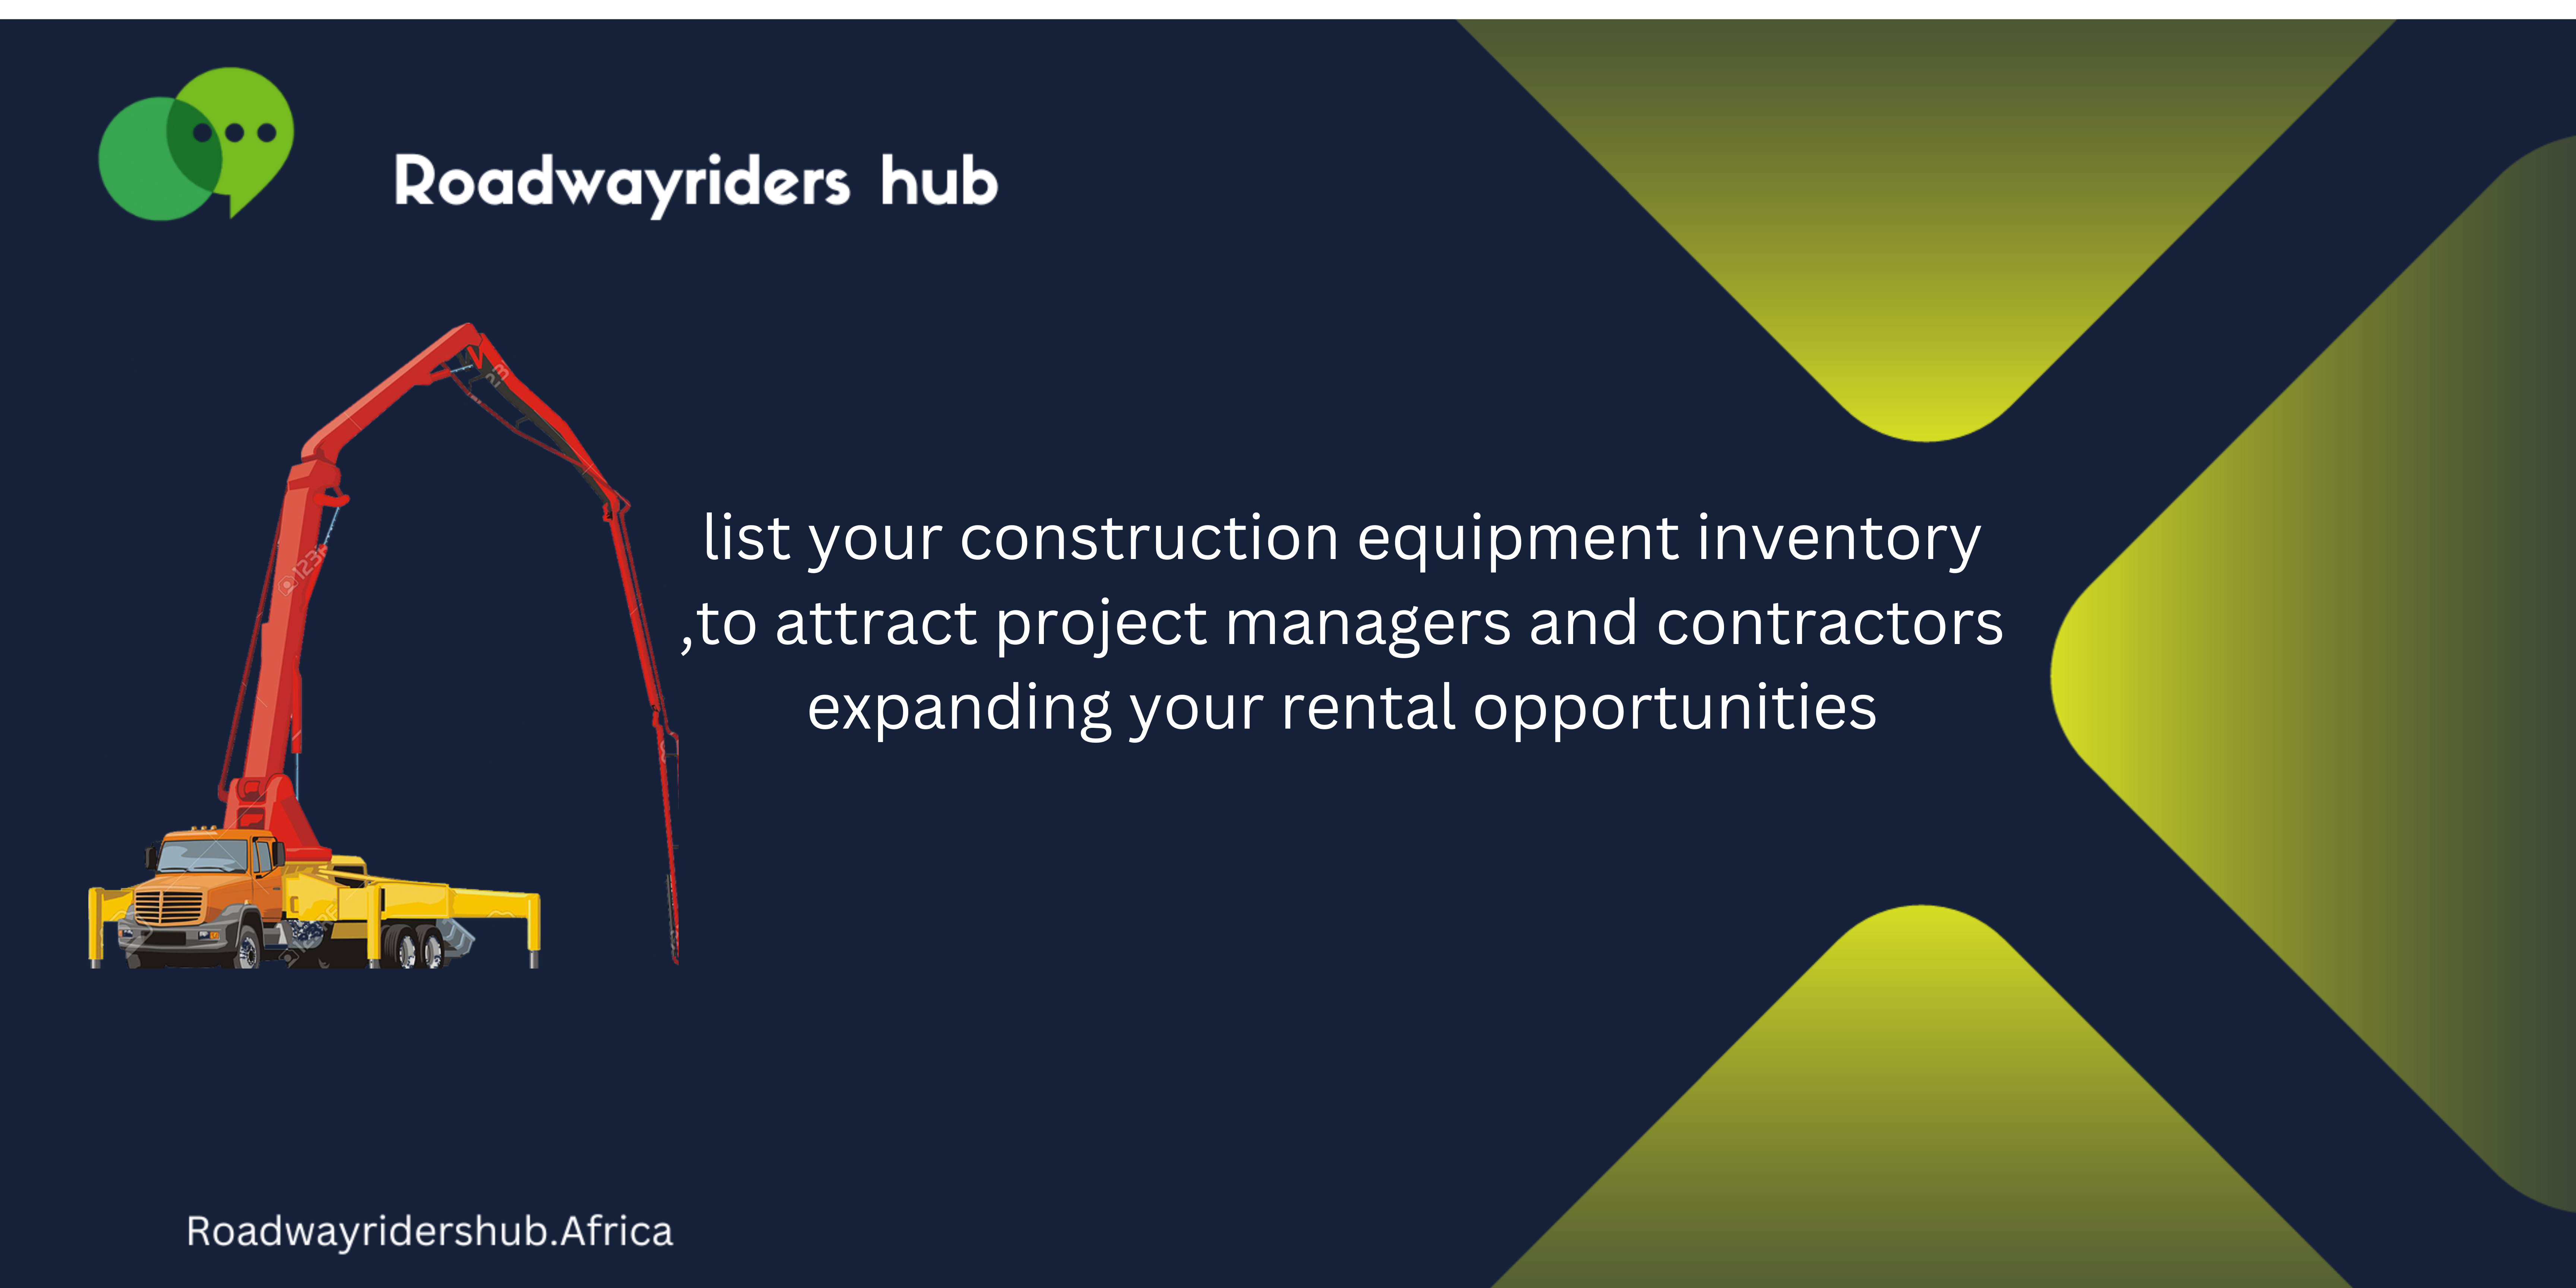 Roadwayriders hub
list your construction equipment inventory
,to attract project managers and contractors
expanding your rental opportunities
Roadwayridershub.Africa